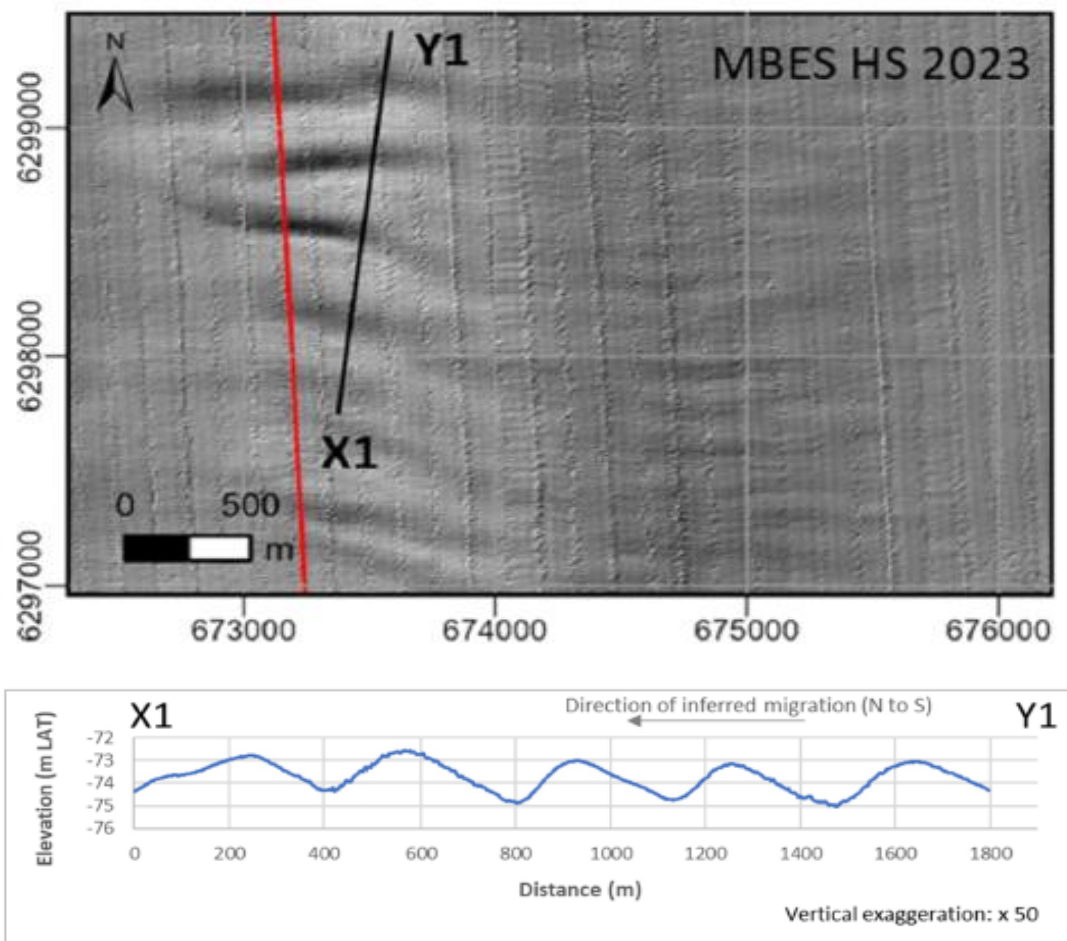 N
Y1
MBES HS 2023
6299000
6298000
6297000
X1
0 500
m
673000 674000 675000 676000
X1
Direction of inferred migration (N to S)
Y1
Elevation (m LAT)
-72
-73
-74
-75
-76
0 200 400 600 800 1000 1200 1400 1600 1800
Distance (m)
Vertical exaggeration: x 50